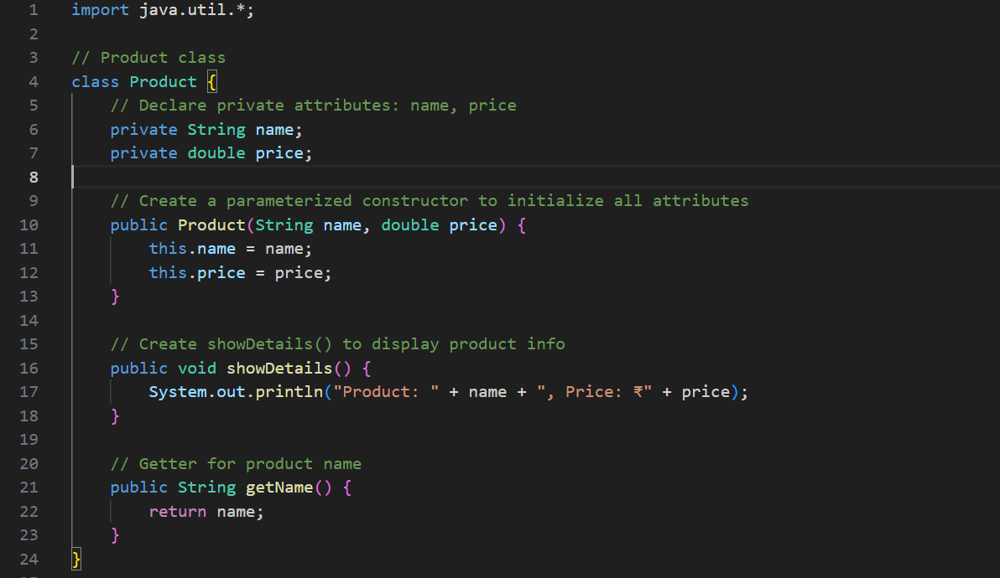 1 import java.util.*;
2
3 // Product class
4 class Product {
5     // Declare private attributes: name, price
6     private String name;
7     private double price;
8
9     // Create a parameterized constructor to initialize all attributes
10     public Product(String name, double price) {
11         this.name = name;
12         this.price = price;
13     }
14
15     // Create showDetails() to display product info
16     public void showDetails() {
17         System.out.println("Product: " + name + ", Price: ₹" + price);
18     }
19
20     // Getter for product name
21     public String getName() {
22         return name;
23     }
24 }